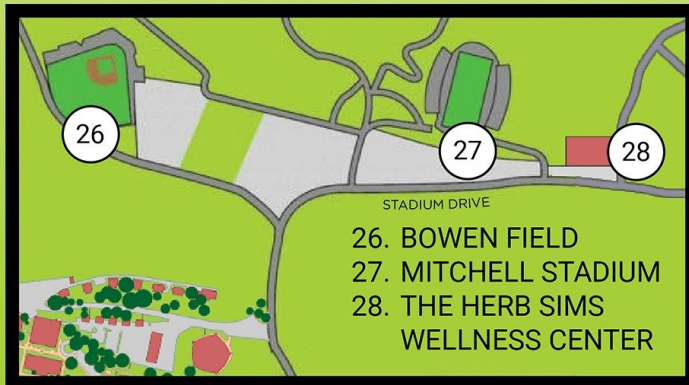 26
27
28
STADIUM DRIVE
26. BOWEN FIELD
27. MITCHELL STADIUM
28. THE HERB SIMS
WELLNESS CENTER